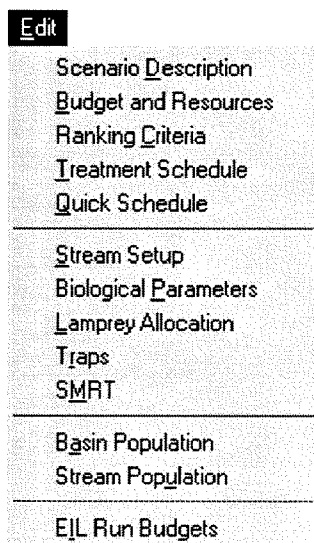 Edit
Scenario Description
Budget and Resources
Ranking Criteria
Treatment Schedule
Quick Schedule
Stream Setup
Biological Parameters
Lamprey Allocation
Traps
SMRT
Basin Population
Stream Population
EIL Run Budgets